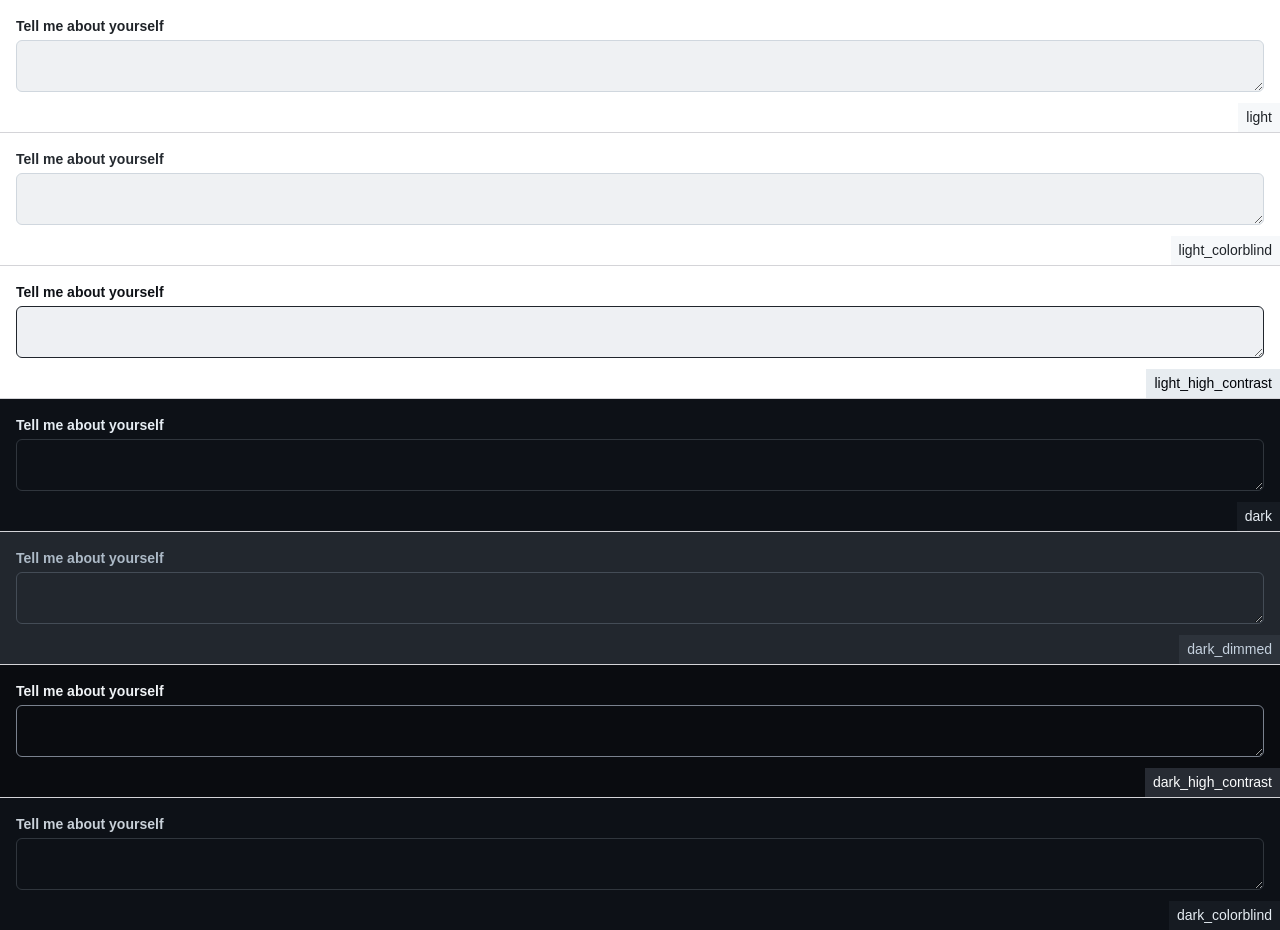 Tell me about yourself
light
Tell me about yourself
light_colorblind
Tell me about yourself
light_high_contrast
Tell me about yourself
dark
Tell me about yourself
dark_dimmed
Tell me about yourself
dark_high_contrast
Tell me about yourself
dark_colorblind